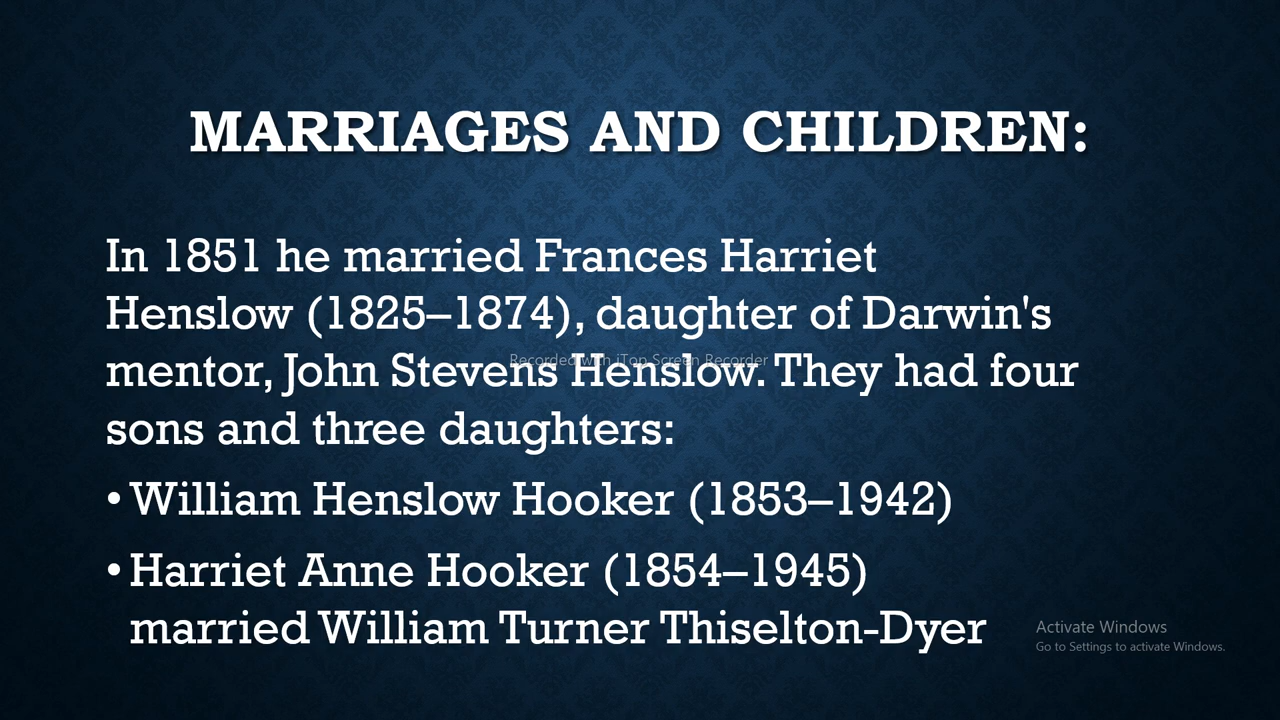 MARRIAGES AND CHILDREN:
In 1851 he married Frances Harriet
Henslow (1825–1874), daughter of Darwin's
Recorded with iTop Screen Recorder
mentor, John Stevens Henslow. They had four
sons and three daughters:
• William Henslow Hooker (1853–1942)
• Harriet Anne Hooker (1854–1945)
married William Turner Thiselton-Dyer
Activate Windows
Go to Settings to activate Windows.